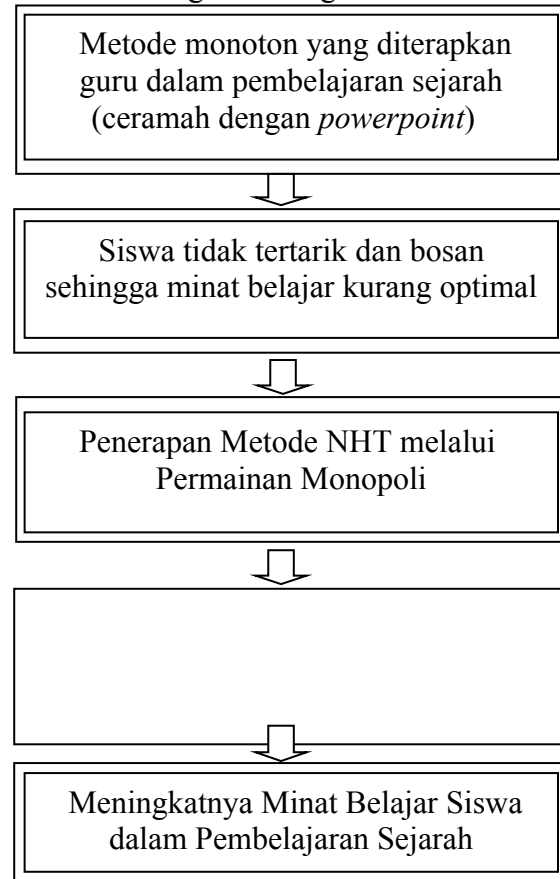 Metode monoton yang diterapkan
guru dalam pembelajaran sejarah
(ceramah dengan powerpoint)
Siswa tidak tertarik dan bosan
sehingga minat belajar kurang optimal
Penerapan Metode NHT melalui
Permainan Monopoli
Meningkatnya Minat Belajar Siswa
dalam Pembelajaran Sejarah